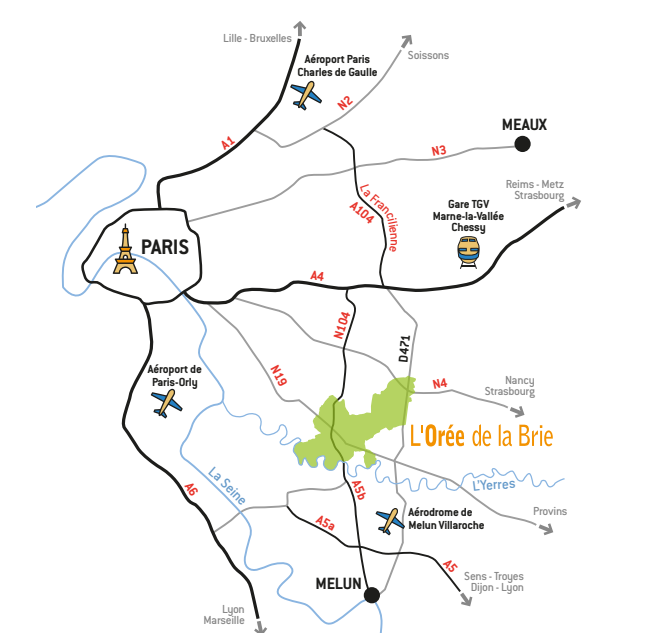 Lille - Bruxelles
Aéroport Paris
Charles de Gaulle
Soissons
N2
A1
MEAUX
N3
La Francilienne
A104
Reims - Metz
Strasbourg
Gare TGV
Marne-la-Vallée
Chessy
PARIS
A4
N104
D471
Aéroport de
Paris-Orly
N19
N4
Nancy
Strasbourg
L'Orée de la Brie
La Seine
A6
A5b
L'Yerres
A5a
Aérodrome de
Melun Villaroche
Provins
A5
MELUN
Sens - Troyes
Dijon - Lyon
Lyon
Marseille